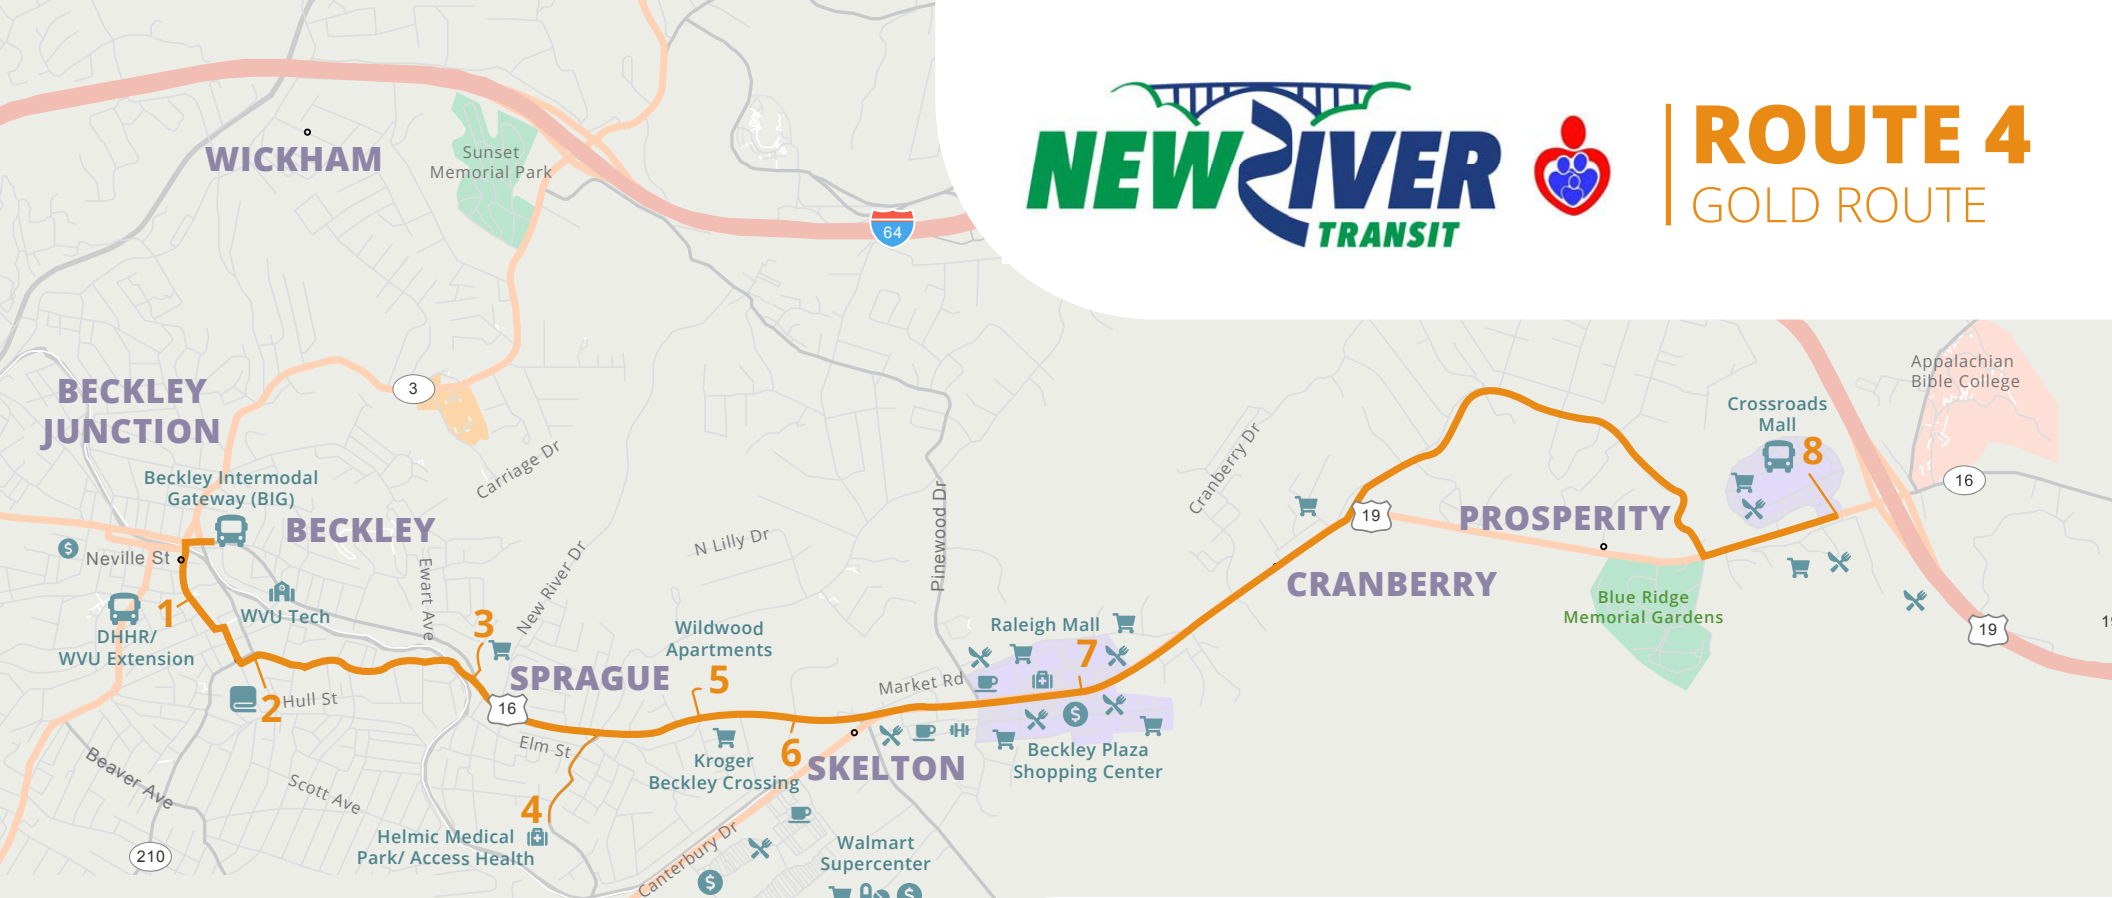 NEW RIVER
TRANSIT
ROUTE 4
GOLD ROUTE
WICKHAM
Sunset
Memorial Park
64
3
BECKLEY
JUNCTION
Beckley Intermodal
Gateway (BIG)
BECKLEY
Carriage Dr
Neville St
Ewart Ave
New River Dr
N Lilly Dr
Pinewood Dr
Cranberry Dr
1
WVU Tech
DHHR/
WVU Extension
2
Hull St
3
SPRAGUE
16
Elm St
Wildwood
Apartments
5
Kroger
Beckley Crossing
6
SKELTON
Market Rd
Raleigh Mall
7
Beckley Plaza
Shopping Center
Beaver Ave
Scott Ave
4
Helmic Medical
Park/ Access Health
210
Canterbury Dr
Walmart
Supercenter
19
CRANBERRY
PROSPERITY
Blue Ridge
Memorial Gardens
Crossroads
Mall
8
Appalachian
Bible College
16
19